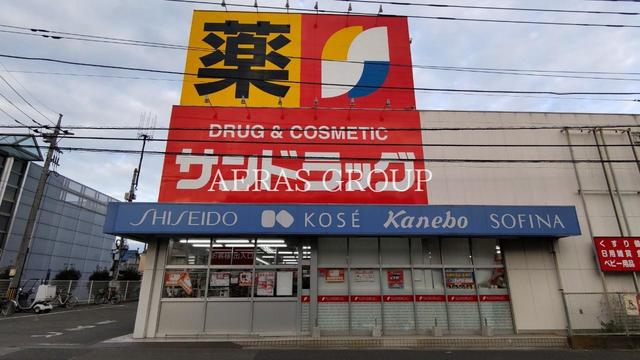 薬
DRUG & COSMETIC
サンドラッグ
AFRAS GROUP
SHISEIDO KOSÉ Kanebo SOFINA
くすり
日用雑貨
ベビー用品